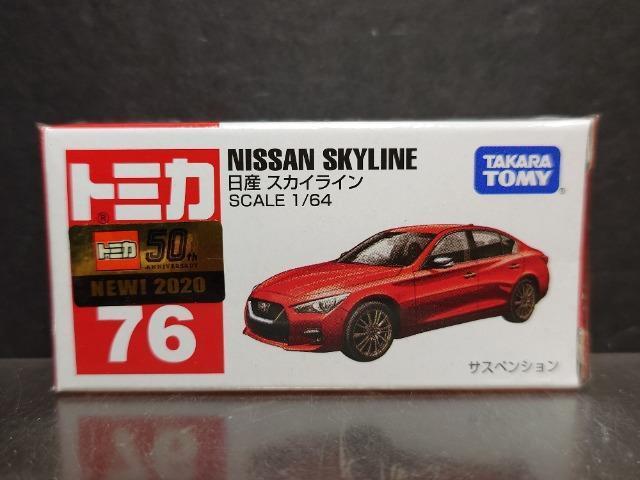 トミカ
®
トミカ
50th
ANNIVERSARY
NEW! 2020
76
NISSAN SKYLINE
日産 スカイライン
SCALE 1/64
TAKARA
TOMY
®
サスペンション